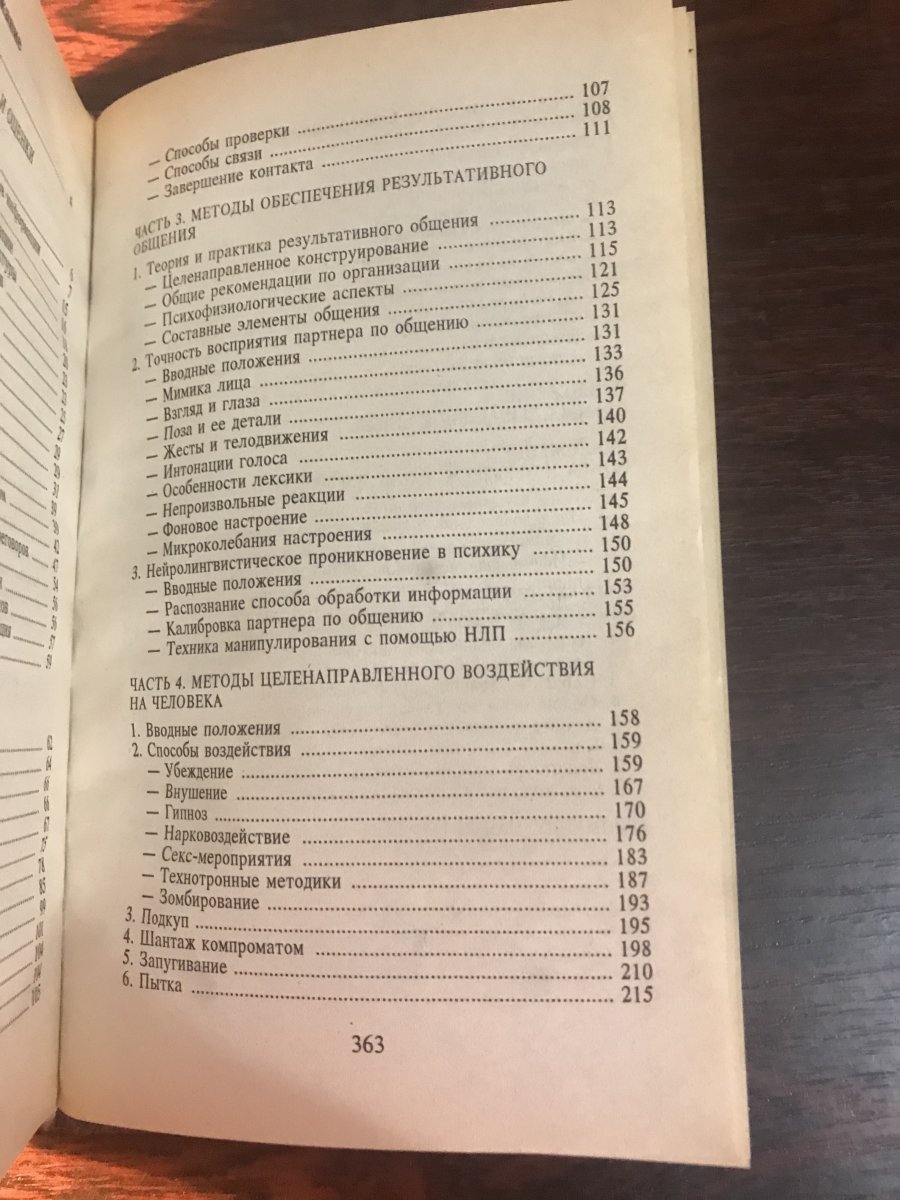 и оценки
— Способы проверки ........ 107
— Способы связи ........ 108
— Завершение контакта ........ 111
ЧАСТЬ 3. МЕТОДЫ ОБЕСПЕЧЕНИЯ РЕЗУЛЬТАТИВНОГО
ОБЩЕНИЯ
1. Теория и практика результативного общения ........ 113
— Целенаправленное конструирование ........ 113
— Общие рекомендации по организации ........ 115
— Психофизиологические аспекты ........ 121
— Составные элементы общения ........ 125
2. Точность восприятия партнера по общению ........ 131
— Вводные положения ........ 131
— Мимика лица ........ 133
— Взгляд и глаза ........ 136
— Поза и ее детали ........ 137
— Жесты и телодвижения ........ 140
— Интонации голоса ........ 142
— Особенности лексики ........ 143
— Непроизвольные реакции ........ 144
— Фоновое настроение ........ 145
— Микроколебания настроения ........ 148
3. Нейролингвистическое проникновение в психику ........ 150
— Вводные положения ........ 150
— Распознание способа обработки информации ........ 153
— Калибровка партнера по общению ........ 155
— Техника манипулирования с помощью НЛП ........ 156
ЧАСТЬ 4. МЕТОДЫ ЦЕЛЕНАПРАВЛЕННОГО ВОЗДЕЙСТВИЯ
НА ЧЕЛОВЕКА
1. Вводные положения ........ 158
2. Способы воздействия ........ 159
— Убеждение ........ 159
— Внушение ........ 167
— Гипноз ........ 170
— Нарковоздействие ........ 176
— Секс-мероприятия ........ 183
— Технотронные методики ........ 187
— Зомбирование ........ 193
3. Подкуп ........ 195
4. Шантаж компроматом ........ 198
5. Запугивание ........ 210
6. Пытка ........ 215
363